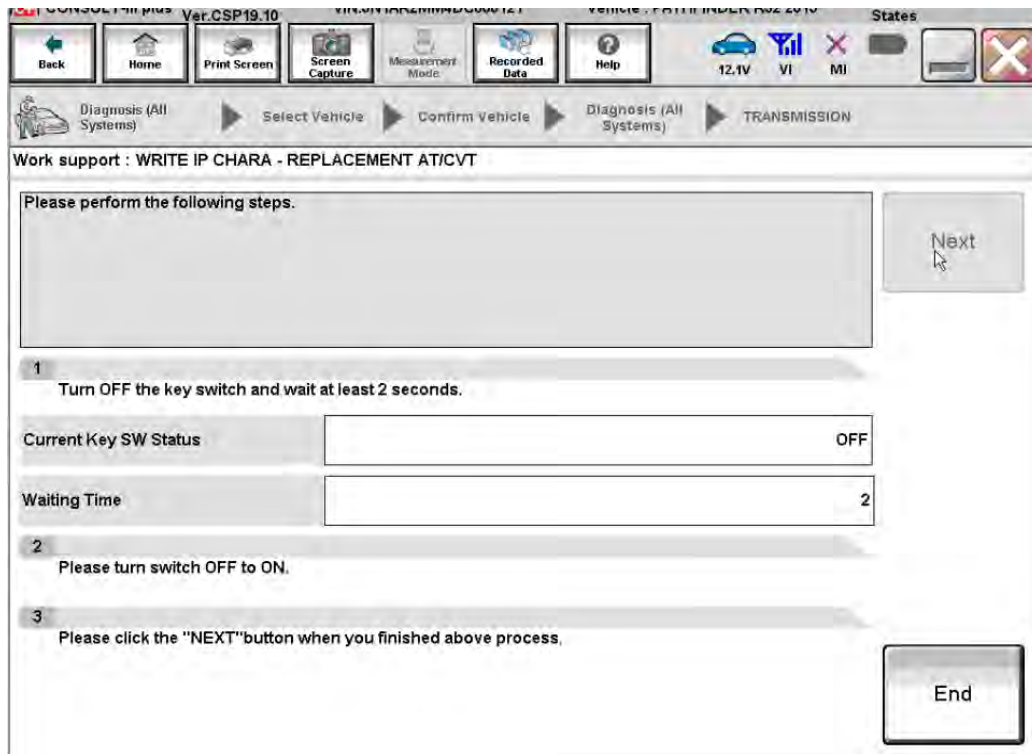 Ver.CSP19.10
States
Back
Home
Print Screen
Screen
Capture
Measurement
Mode
Recorded
Data
Help
12.1V
VI
MI
Diagnosis (All
Systems)
Select Vehicle
Confirm Vehicle
Diagnosis (All
Systems)
TRANSMISSION
Work support : WRITE IP CHARA - REPLACEMENT AT/CVT
Please perform the following steps.
Next
1
Turn OFF the key switch and wait at least 2 seconds.
Current Key SW Status
OFF
Waiting Time
2
2
Please turn switch OFF to ON.
3
Please click the "NEXT"button when you finished above process.
End